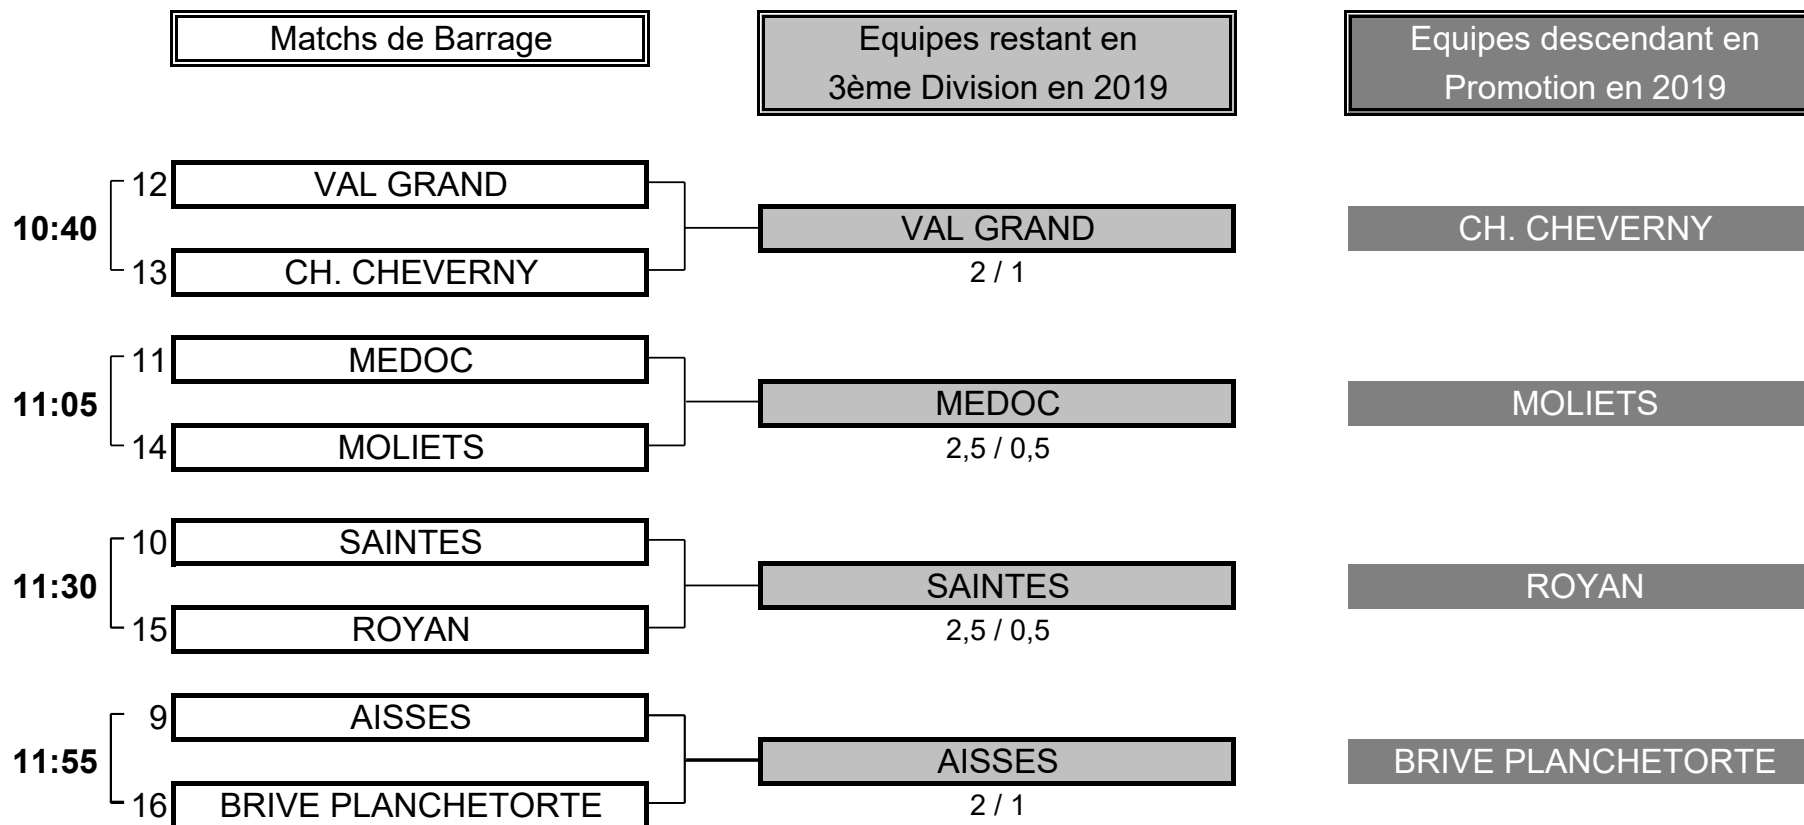 Matchs de Barrage
Equipes restant en
3ème Division en 2019
Equipes descendant en
Promotion en 2019
12 VAL GRAND
10:40 VAL GRAND CH. CHEVERNY
13 CH. CHEVERNY 2 / 1
11 MEDOC
11:05 MEDOC MOLIETS
14 MOLIETS 2,5 / 0,5
10 SAINTES
11:30 SAINTES ROYAN
15 ROYAN 2,5 / 0,5
9 AISSES
11:55 AISSES BRIVE PLANCHETORTE
16 BRIVE PLANCHETORTE 2 / 1